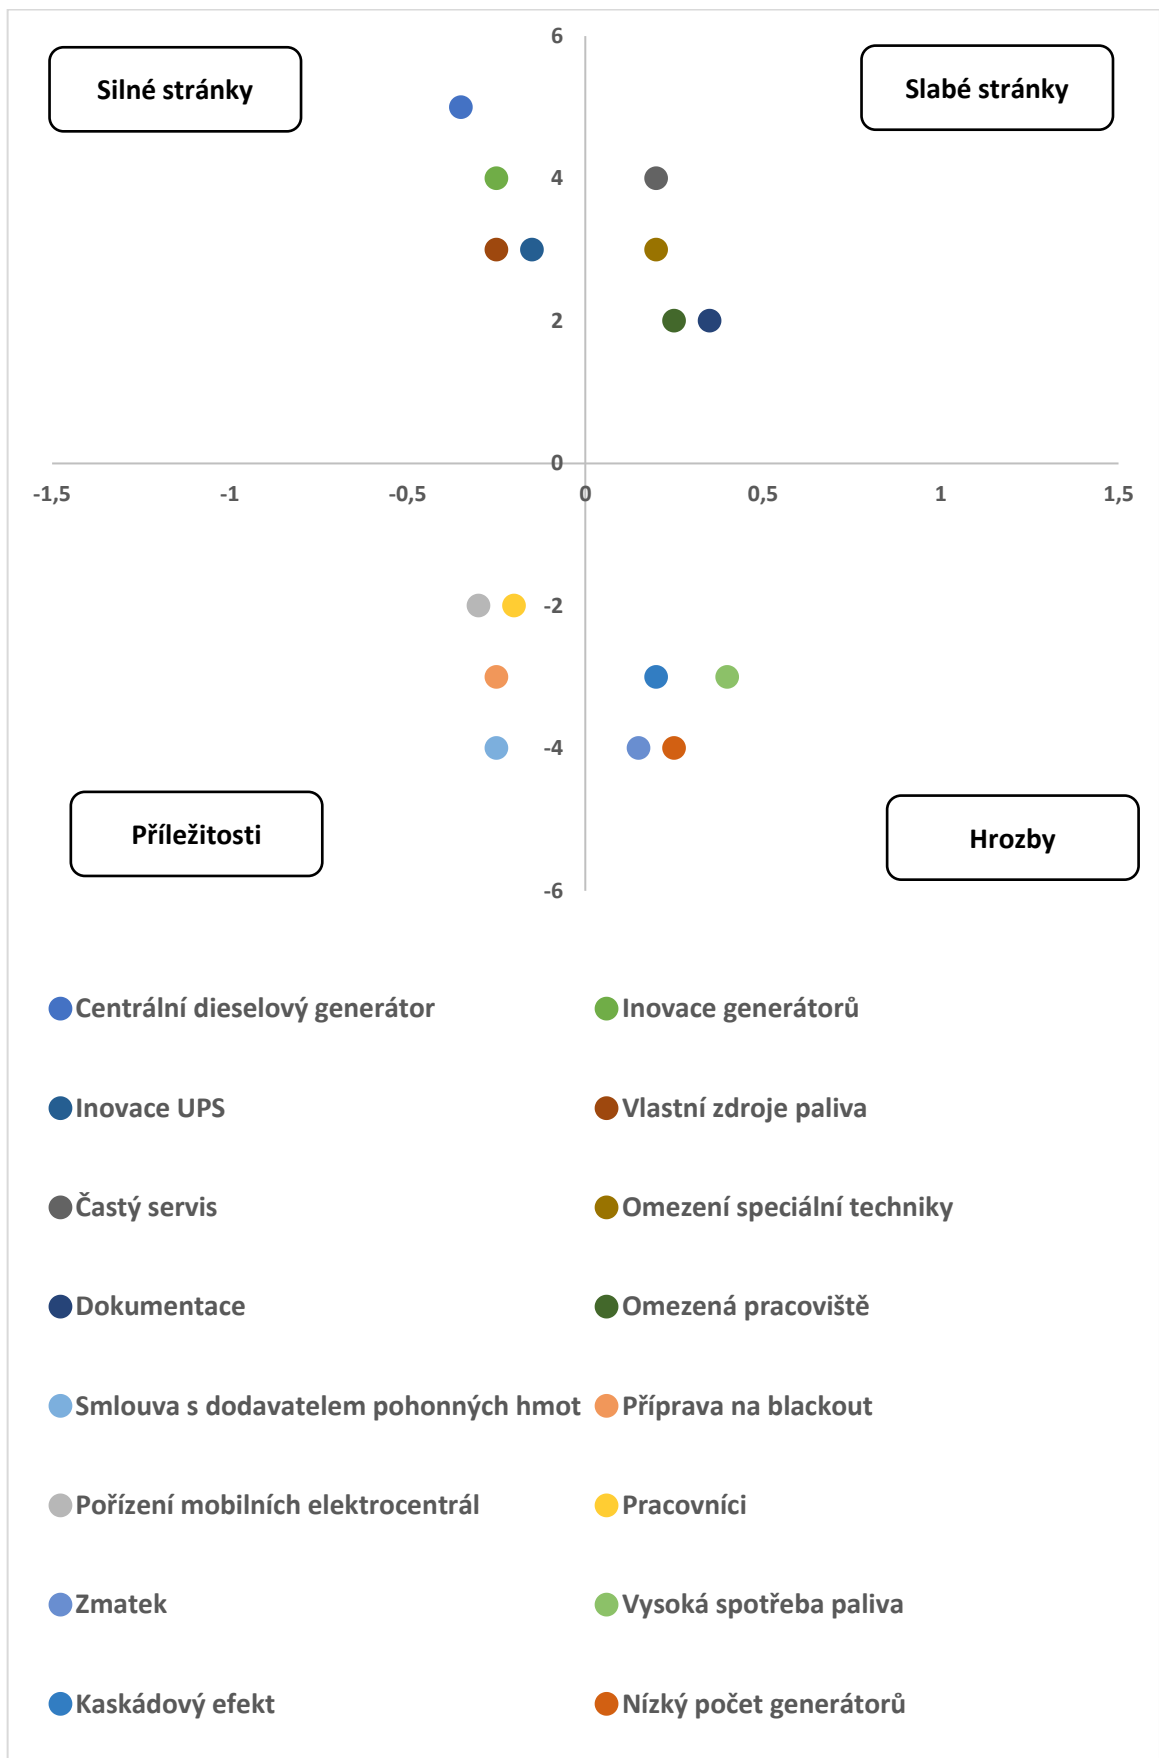 6
Silné stránky
Slabé stránky
4
2
0
-1,5 -1 -0,5 0 0,5 1 1,5
-2
-4
Příležitosti
Hrozby
-6
Centrální dieselový generátor
Inovace generátorů
Inovace UPS
Vlastní zdroje paliva
Častý servis
Omezení speciální techniky
Dokumentace
Omezená pracoviště
Smlouva s dodavatelem pohonných hmot
Příprava na blackout
Pořízení mobilních elektrocentrál
Pracovníci
Zmatek
Vysoká spotřeba paliva
Kaskádový efekt
Nízký počet generátorů